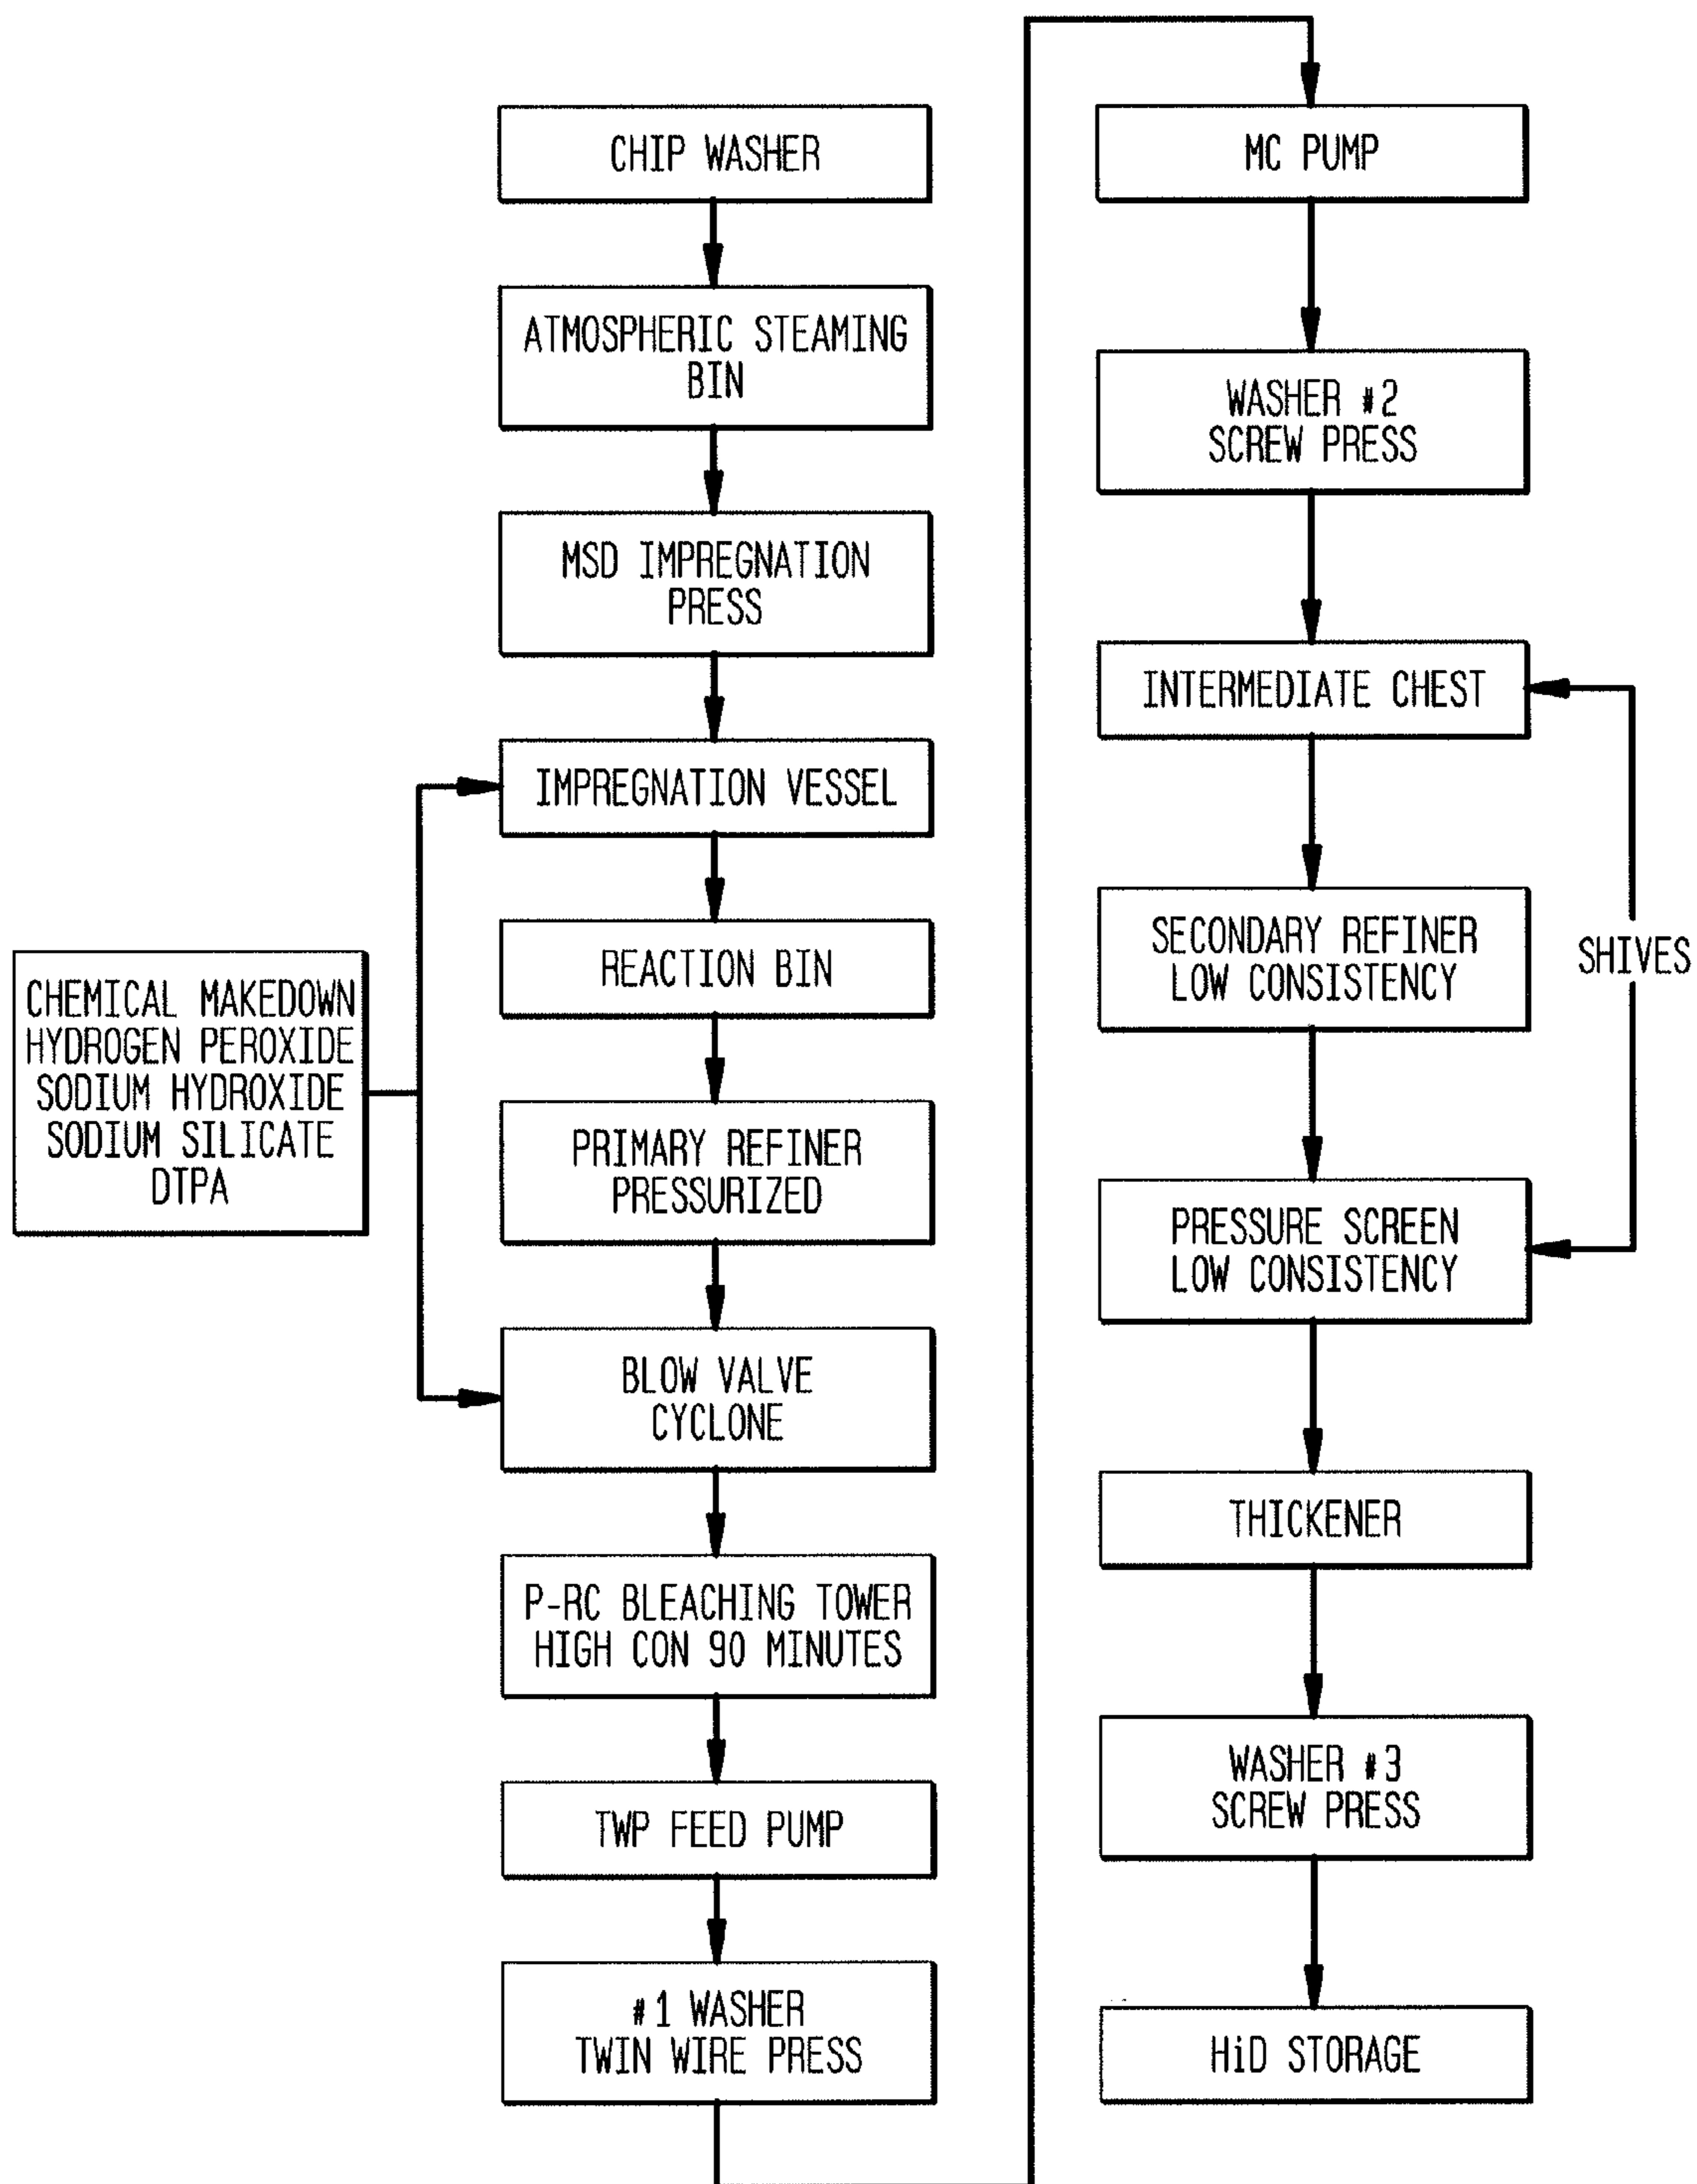 CHIP WASHER
ATMOSPHERIC STEAMING
BIN
MSD IMPREGNATION
PRESS
IMPREGNATION VESSEL
REACTION BIN
CHEMICAL MAKEDOWN
HYDROGEN PEROXIDE
SODIUM HYDROXIDE
SODIUM SILICATE
DTPA
PRIMARY REFINER
PRESSURIZED
BLOW VALVE
CYCLONE
P-RC BLEACHING TOWER
HIGH CON 90 MINUTES
TWP FEED PUMP
#1 WASHER
TWIN WIRE PRESS
MC PUMP
WASHER #2
SCREW PRESS
INTERMEDIATE CHEST
SECONDARY REFINER
LOW CONSISTENCY
SHIVES
PRESSURE SCREEN
LOW CONSISTENCY
THICKENER
WASHER #3
SCREW PRESS
HiD STORAGE